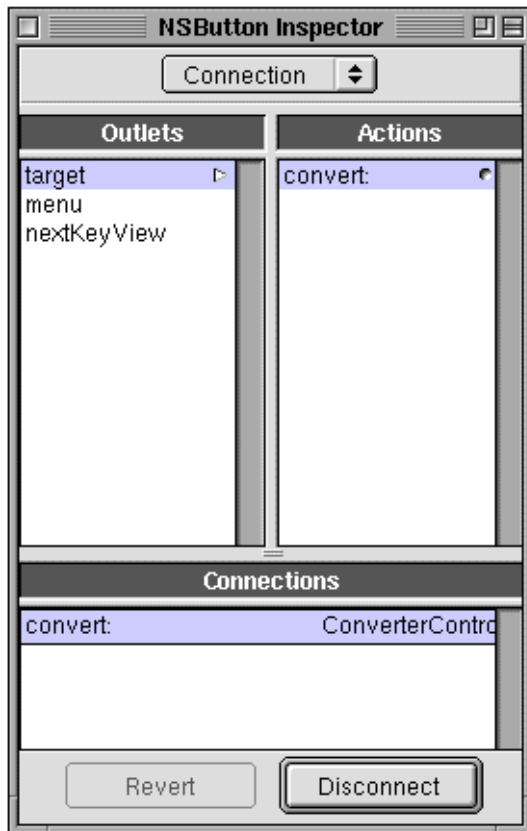 NSButton Inspector
Connection
Outlets
Actions
target
convert:
menu
nextKeyView
Connections
convert: ConverterContro
Revert
Disconnect